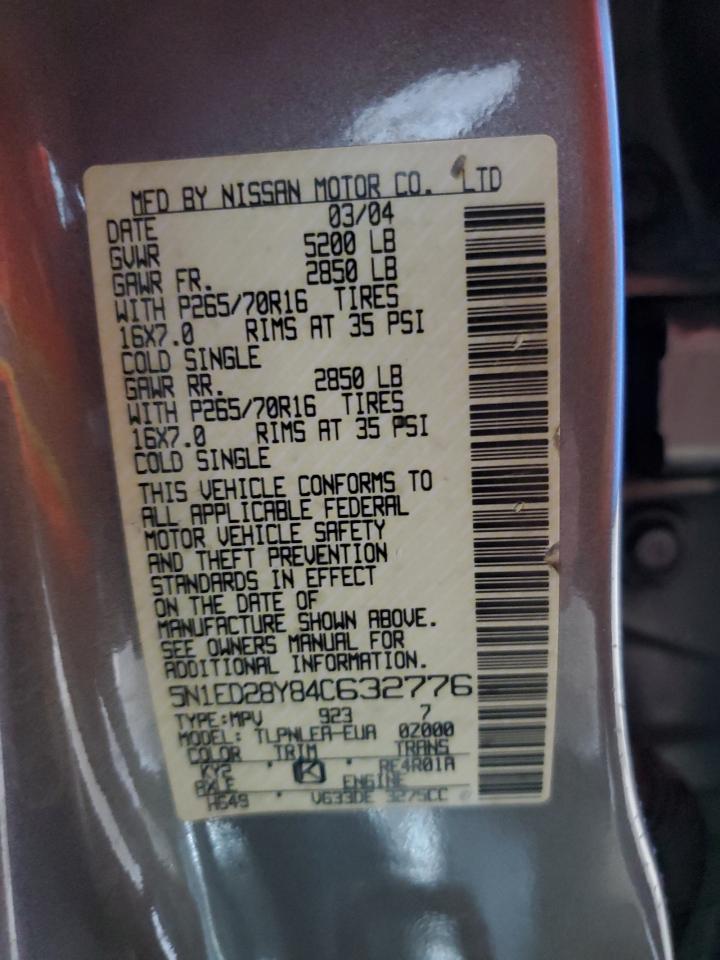 MFD BY NISSAN MOTOR CO. LTD
DATE 03/04
GVWR 5200 LB
GAWR FR. 2850 LB
WITH P265/70R16 TIRES
16X7.0 RIMS AT 35 PSI
COLD SINGLE
GAWR RR. 2850 LB
WITH P265/70R16 TIRES
16X7.0 RIMS AT 35 PSI
COLD SINGLE
THIS VEHICLE CONFORMS TO
ALL APPLICABLE FEDERAL
MOTOR VEHICLE SAFETY
AND THEFT PREVENTION
STANDARDS IN EFFECT
ON THE DATE OF
MANUFACTURE SHOWN ABOVE.
SEE OWNERS MANUAL FOR
ADDITIONAL INFORMATION.
5N1ED28Y84C632776
TYPE:MPV 923 7
MODEL: TLPNLEA-EUA 0Z000
COLOR TRIM TRANS
KY2 K RE4R01A
AXLE ENGINE
HG49 VG33DE 3275CC